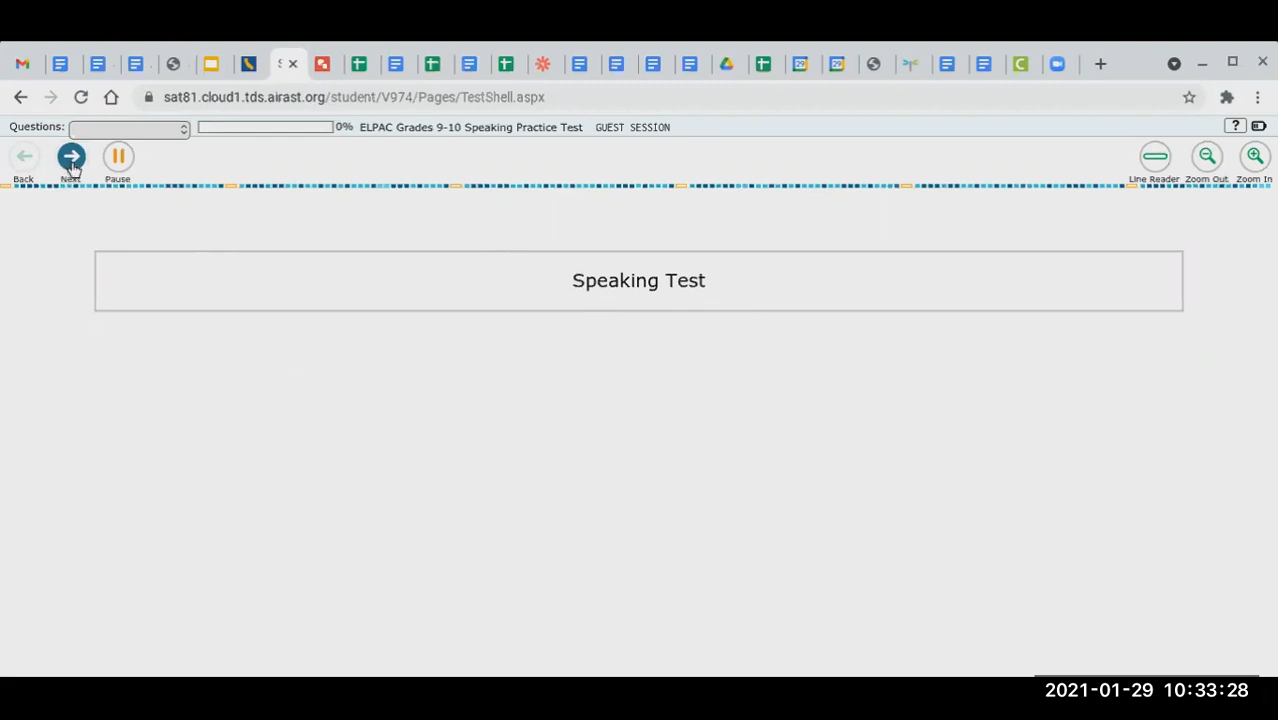 sat81.cloud1.tds.airast.org/student/V974/Pages/TestShell.aspx
Questions: 0% ELPAC Grades 9-10 Speaking Practice Test GUEST SESSION ?
Back Next Pause Line Reader Zoom Out Zoom In
Speaking Test
2021-01-29 10:33:28